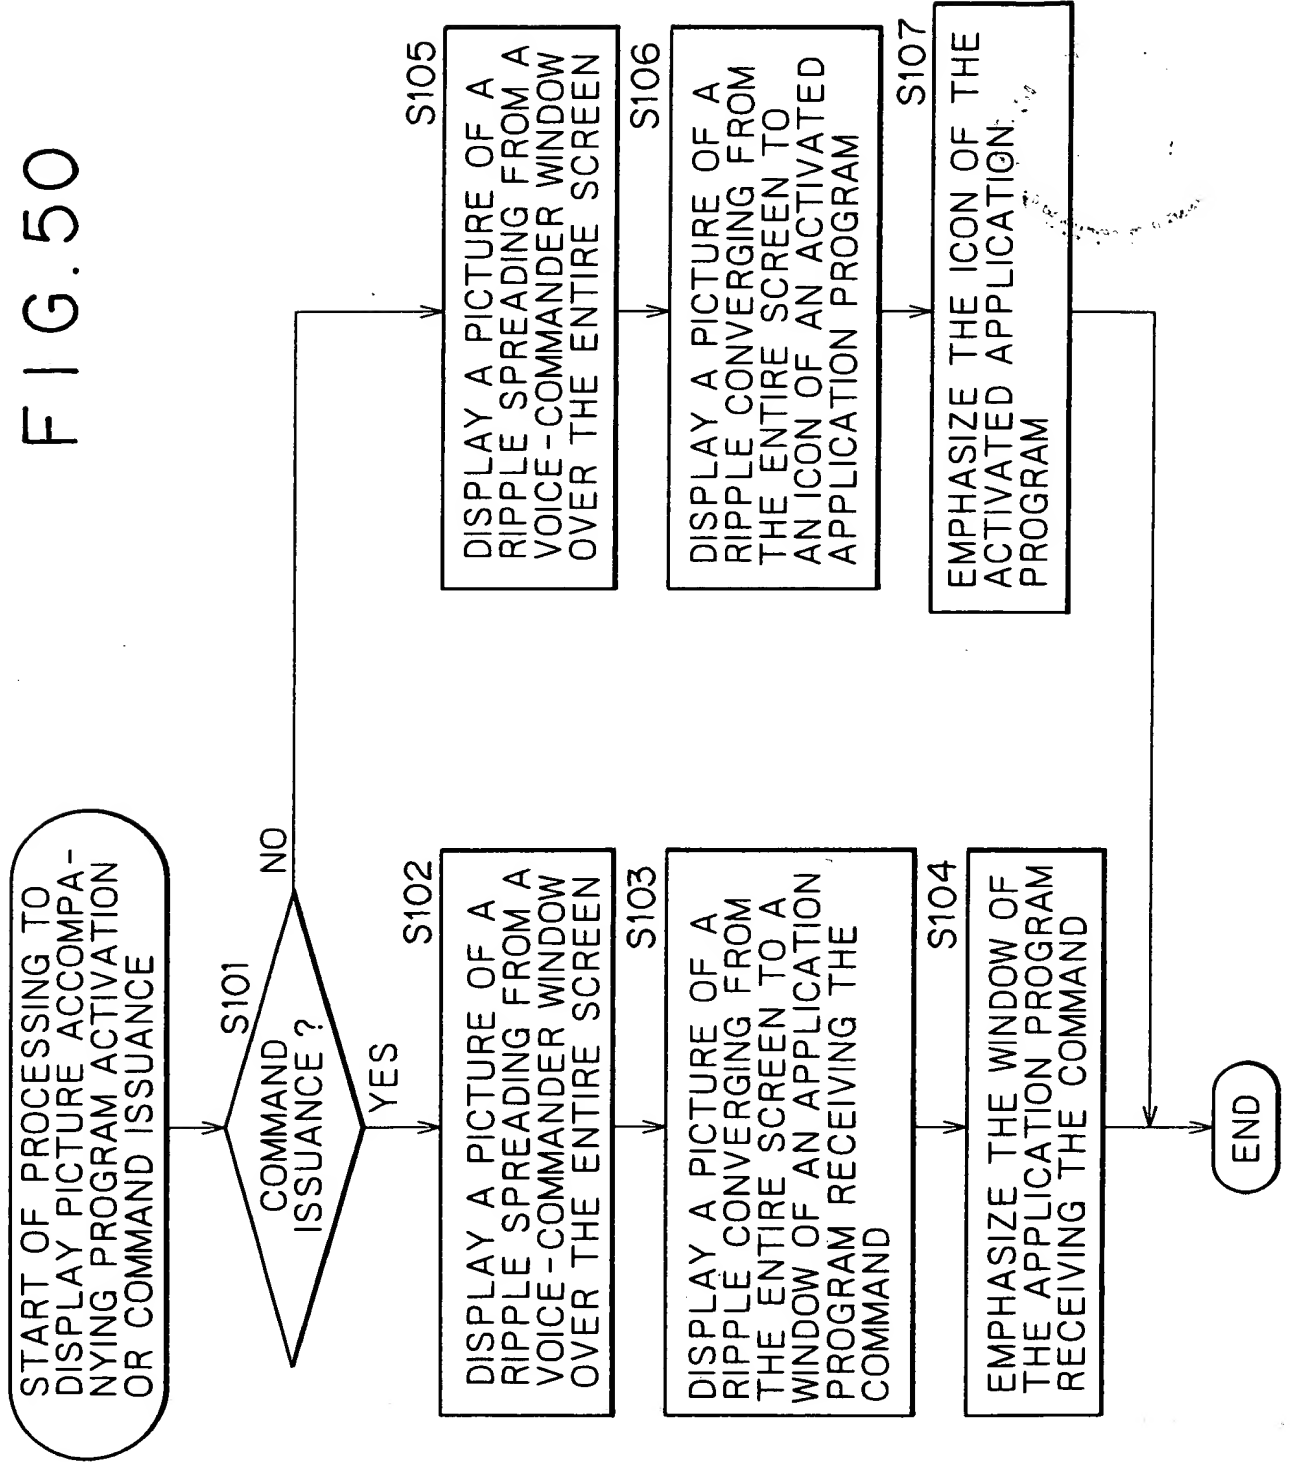 FIG.50
START OF PROCESSING TO
DISPLAY PICTURE ACCOMPA-
NYING PROGRAM ACTIVATION
OR COMMAND ISSUANCE
S101
COMMAND
ISSUANCE?
NO
YES
S102
DISPLAY A PICTURE OF A
RIPPLE SPREADING FROM A
VOICE-COMMANDER WINDOW
OVER THE ENTIRE SCREEN
S103
DISPLAY A PICTURE OF A
RIPPLE CONVERGING FROM
THE ENTIRE SCREEN TO A
WINDOW OF AN APPLICATION
PROGRAM RECEIVING THE
COMMAND
S104
EMPHASIZE THE WINDOW OF
THE APPLICATION PROGRAM
RECEIVING THE COMMAND
S105
DISPLAY A PICTURE OF A
RIPPLE SPREADING FROM A
VOICE-COMMANDER WINDOW
OVER THE ENTIRE SCREEN
S106
DISPLAY A PICTURE OF A
RIPPLE CONVERGING FROM
THE ENTIRE SCREEN TO
AN ICON OF AN ACTIVATED
APPLICATION PROGRAM
S107
EMPHASIZE THE ICON OF THE
ACTIVATED APPLICATION
PROGRAM
END